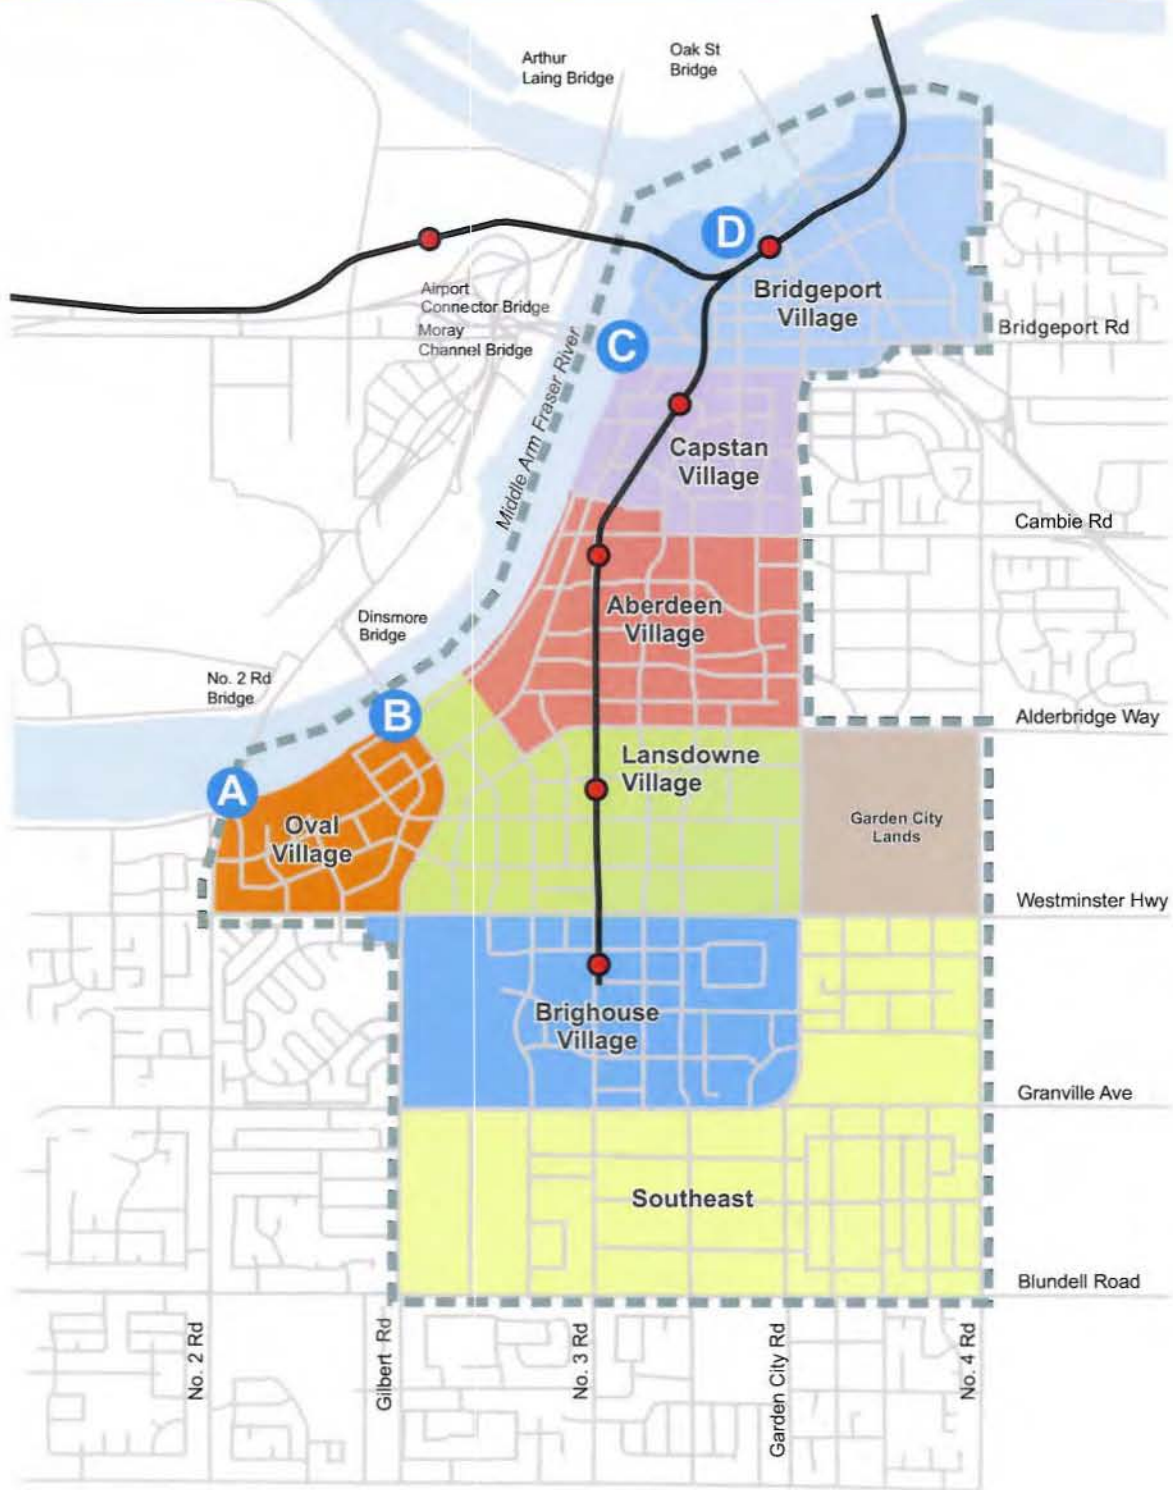 Arthur
Laing Bridge
Oak St
Bridge
D
Airport
Connector Bridge
Moray
Channel Bridge
Bridgeport
Village
Bridgeport Rd
C
Middle Arm Fraser River
Capstan
Village
Cambie Rd
Aberdeen
Village
Dinsmore
Bridge
No. 2 Rd
Bridge
B
Alderbridge Way
A
Lansdowne
Village
Oval
Village
Garden City
Lands
Westminster Hwy
Brighouse
Village
Granville Ave
Southeast
Blundell Road
No. 2 Rd
Gilbert Rd
No. 3 Rd
Garden City Rd
No. 4 Rd